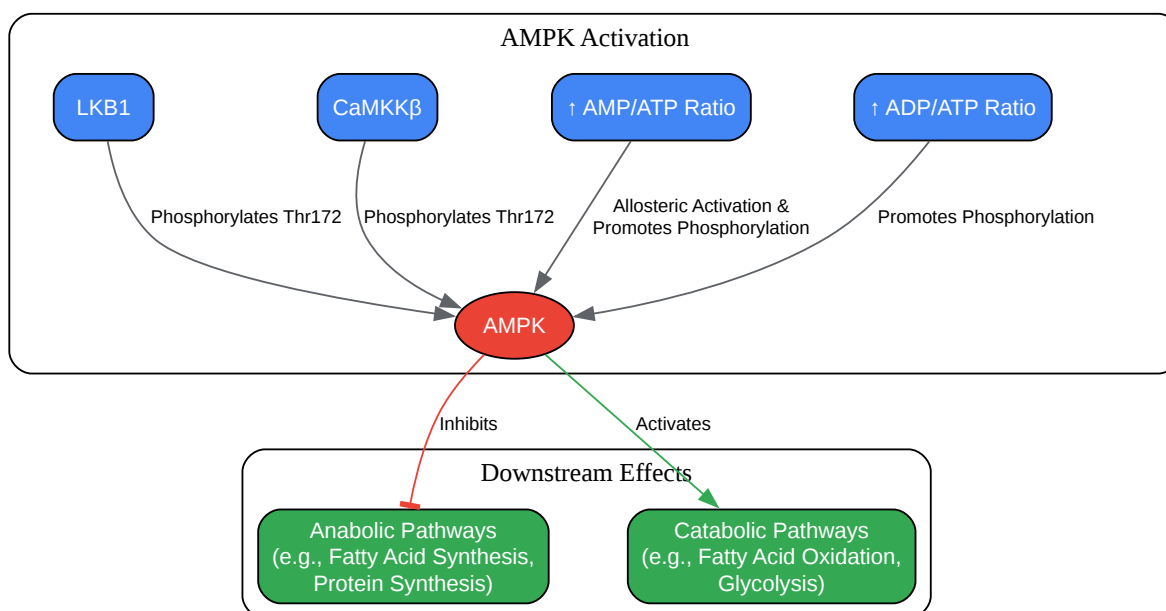 AMPK Activation
LKB1
CaMKKβ
↑ AMP/ATP Ratio
↑ ADP/ATP Ratio
Phosphorylates Thr172
Phosphorylates Thr172
Allosteric Activation &
Promotes Phosphorylation
Promotes Phosphorylation
AMPK
Inhibits
Activates
Downstream Effects
Anabolic Pathways
(e.g., Fatty Acid Synthesis,
Protein Synthesis)
Catabolic Pathways
(e.g., Fatty Acid Oxidation,
Glycolysis)